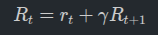 R_t = r_t + γR_{t+1}